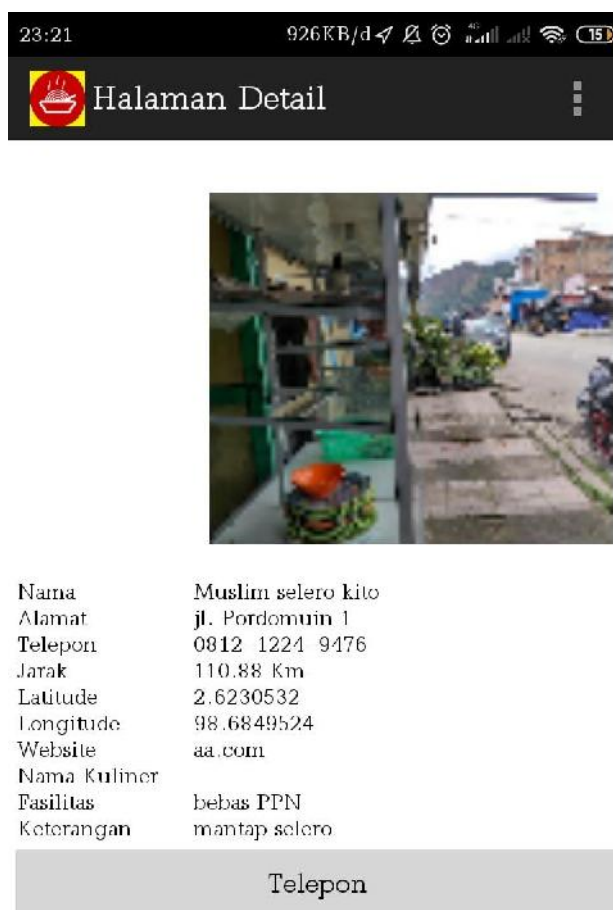 23:21 926KB/d 4G 15
Halaman Detail
Nama Muslim selero kito
Alamat jl. Pordomuin 1
Telepon 0812 1224 9476
Jarak 110.88 Km
Latitude 2.6230532
Longitude 98.6849524
Website aa.com
Nama Kuliner
Fasilitas bebas PPN
Keterangan mantap selero
Telepon